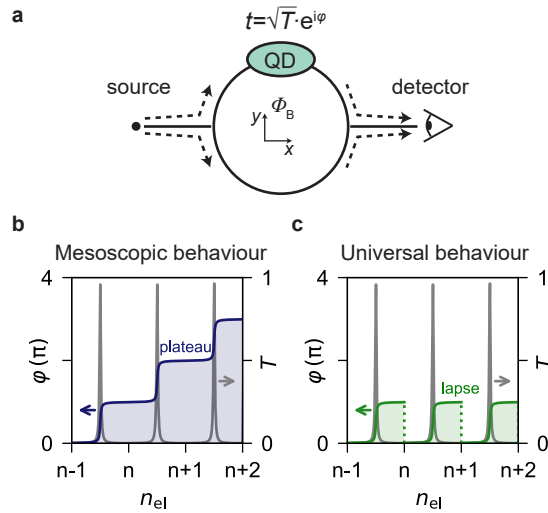 a
t=√T·e^iφ
QD
source
detector
Φ_B
y
x
b
Mesoscopic behaviour
c
Universal behaviour
4
1
plateau
φ (π)
T
0
0
n-1
n
n+1
n+2
n_el
4
1
lapse
φ (π)
T
0
0
n-1
n
n+1
n+2
n_el